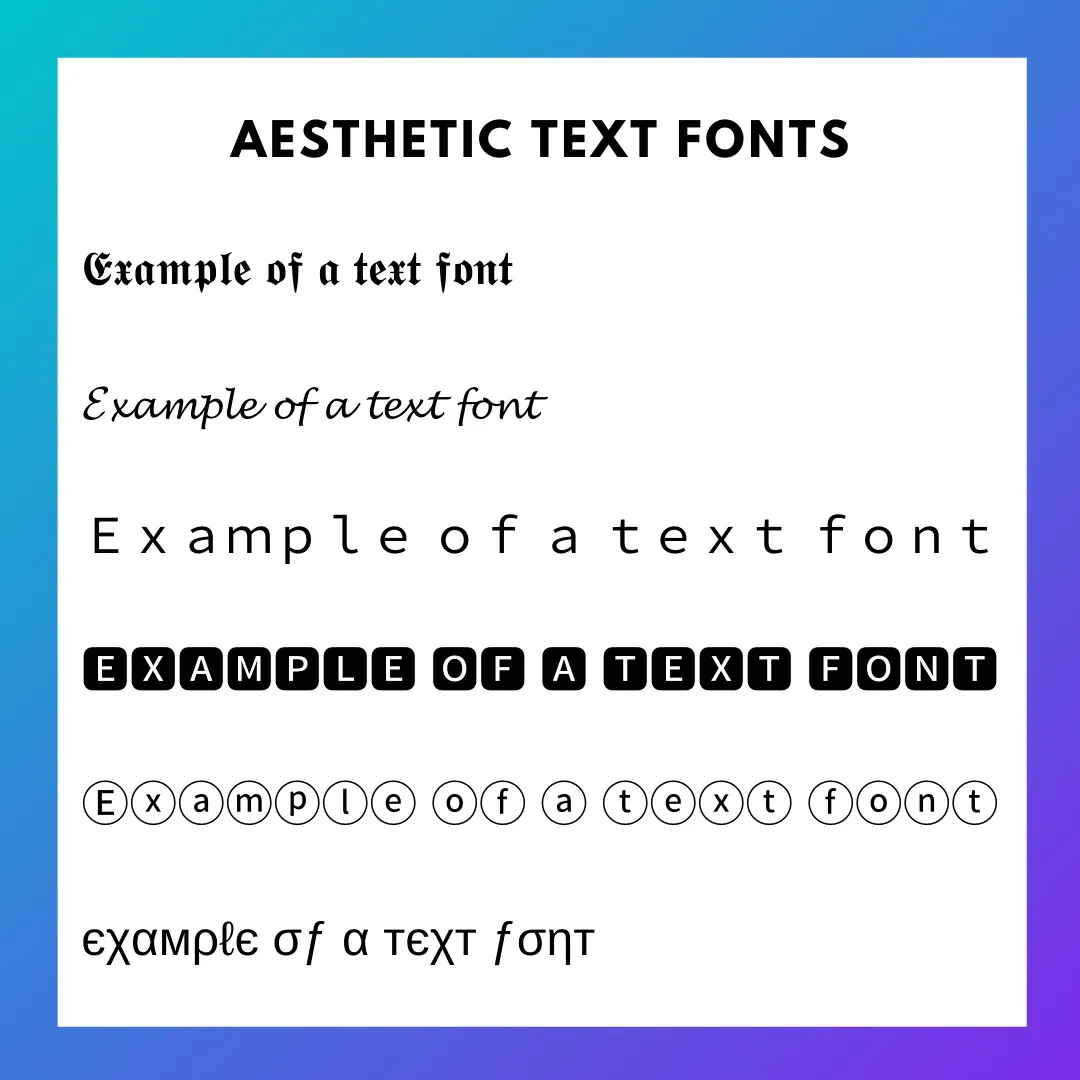 AESTHETIC TEXT FONTS
𝕰𝖝𝖆𝖒𝖕𝖑𝖊 𝖔𝖋 𝖆 𝖙𝖊𝖝𝖙 𝖋𝖔𝖓𝖙
𝓔𝔁𝓪𝓶𝓹𝓵𝓮 𝓸𝓯 𝓪 𝓽𝓮𝔁𝓽 𝓯𝓸𝓷𝓽
Ｅｘａｍｐｌｅ ｏｆ ａ ｔｅｘｔ ｆｏｎｔ
🅴🆇🅰🅼🅿🅻🅴 🅾🅵 🅰 🆃🅴🆇🆃 🅵🅾🅽🆃
Ⓔⓧⓐⓜⓟⓛⓔ ⓞⓕ ⓐ ⓣⓔⓧⓣ ⓕⓞⓝⓣ
єχαмρℓє σƒ α тєχт ƒσηт